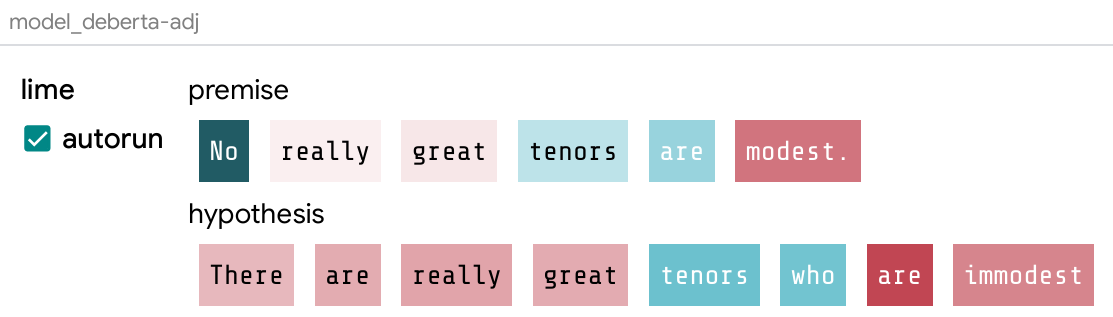 model_deberta-adj
lime
autorun
premise
No really great tenors are modest.
hypothesis
There are really great tenors who are immodest